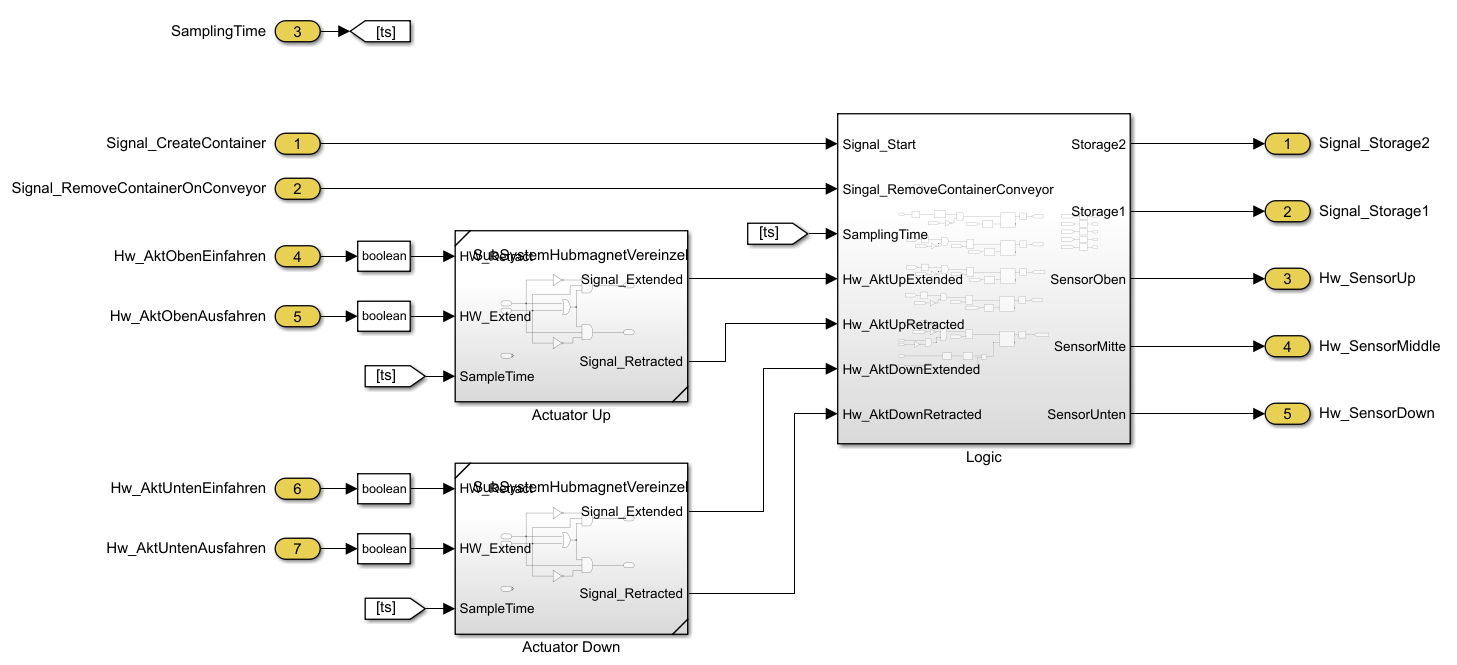 SamplingTime
3
[ts]
Signal_CreateContainer
1
Signal_RemoveContainerOnConveyor
2
Hw_AktObenEinfahren
4
boolean
Hw_AktObenAusfahren
5
boolean
[ts]
SubSystemHubmagnetVereinzel
HW_Retract
Signal_Extended
HW_Extend
Signal_Retracted
SampleTime
Actuator Up
Hw_AktUntenEinfahren
6
boolean
Hw_AktUntenAusfahren
7
boolean
[ts]
SubSystemHubmagnetVereinzel
HW_Retract
Signal_Extended
HW_Extend
Signal_Retracted
SampleTime
Actuator Down
[ts]
Signal_Start
Singal_RemoveContainerConveyor
SamplingTime
Hw_AktUpExtended
Hw_AktUpRetracted
Hw_AktDownExtended
Hw_AktDownRetracted
Storage2
Storage1
SensorOben
SensorMitte
SensorUnten
Logic
1
Signal_Storage2
2
Signal_Storage1
3
Hw_SensorUp
4
Hw_SensorMiddle
5
Hw_SensorDown